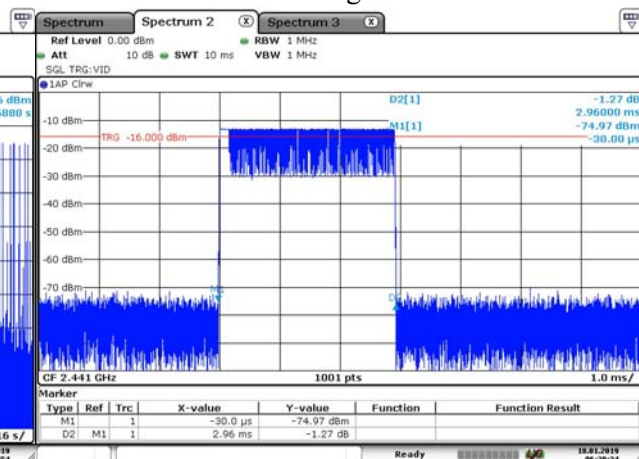 Spectrum
Spectrum 2
Spectrum 3
Ref Level 0.00 dBm
RBW 1 MHz
Att
10 dB
SWT 10 ms
VBW 1 MHz
SGL TRG:VID
1AP Clrw
D2[1]
-1.27 dB
2.96000 ms
M1[1]
-74.97 dBm
-30.00 µs
-10 dBm
TRG -16.000 dBm
-20 dBm
-30 dBm
-40 dBm
-50 dBm
-60 dBm
-70 dBm
M1
CF 2.441 GHz
1001 pts
1.0 ms/
Marker
Type Ref Trc X-value Y-value Function Function Result
M1 1 -30.0 µs -74.97 dBm
D2 M1 1 2.96 ms -1.27 dB
Ready
18.01.2019